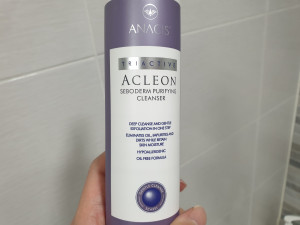 ANACIS
TRIACTIVE
ACLEON
SEBODERM PURIFYING
CLEANSER
DEEP CLEANSE AND GENTLE
EXFOLIATION IN ONE STEP
ELIMINATES OIL, IMPURITIES AND
DIRTS WHILE RETAIN
SKIN MOISTURE
HYPOALLERGENIC
OIL FREE FORMULA